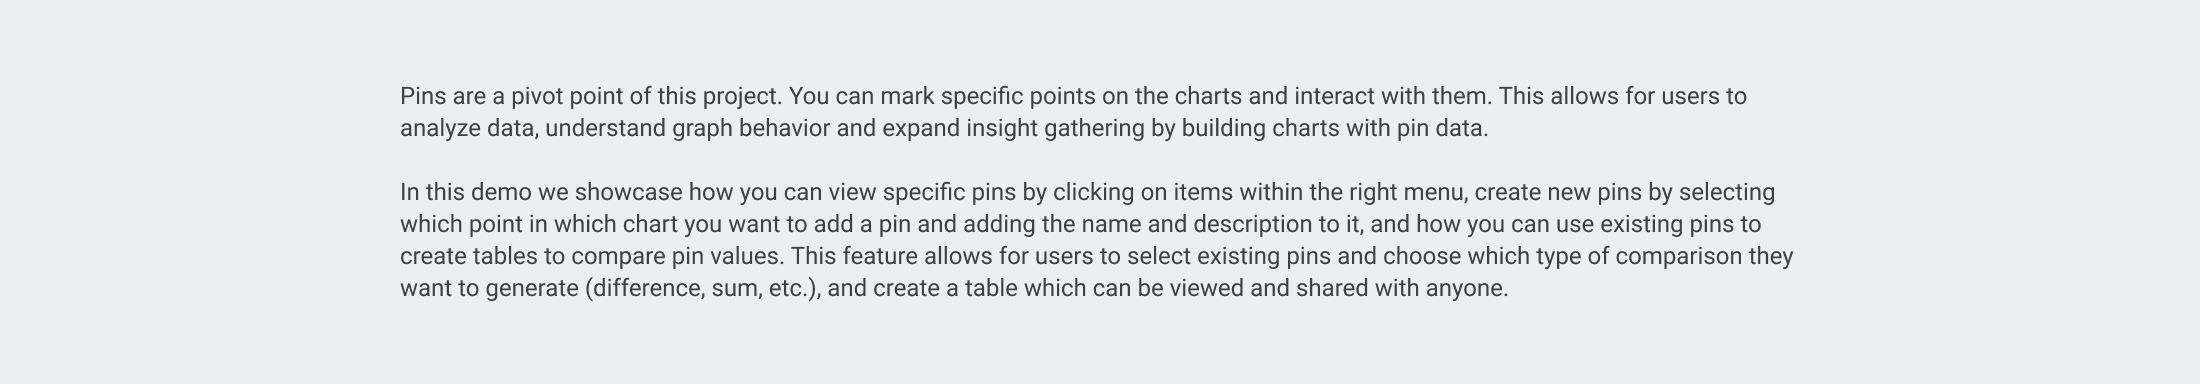 Pins are a pivot point of this project. You can mark specific points on the charts and interact with them. This allows for users to
analyze data, understand graph behavior and expand insight gathering by building charts with pin data.
In this demo we showcase how you can view specific pins by clicking on items within the right menu, create new pins by selecting
which point in which chart you want to add a pin and adding the name and description to it, and how you can use existing pins to
create tables to compare pin values. This feature allows for users to select existing pins and choose which type of comparison they
want to generate (difference, sum, etc.), and create a table which can be viewed and shared with anyone.